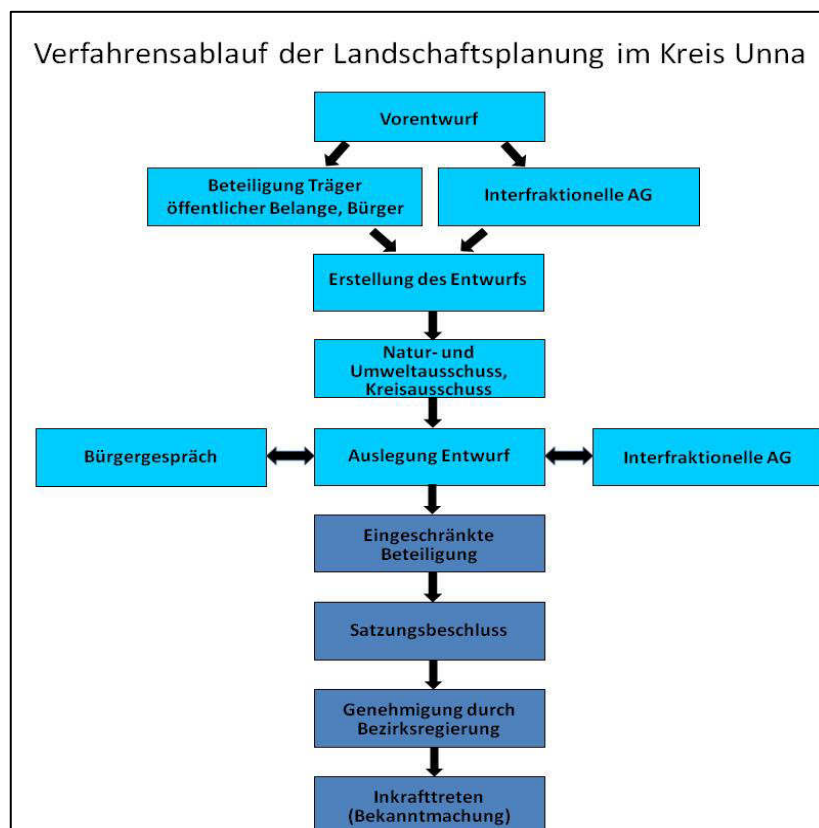 Verfahrensablauf der Landschaftsplanung im Kreis Unna
Vorentwurf
Beteiligung Träger
öffentlicher Belange, Bürger
Interfraktionelle AG
Erstellung des Entwurfs
Natur- und
Umweltausschuss,
Kreisausschuss
Bürgergespräch
Auslegung Entwurf
Interfraktionelle AG
Eingeschränkte
Beteiligung
Satzungsbeschluss
Genehmigung durch
Bezirksregierung
Inkrafttreten
(Bekanntmachung)